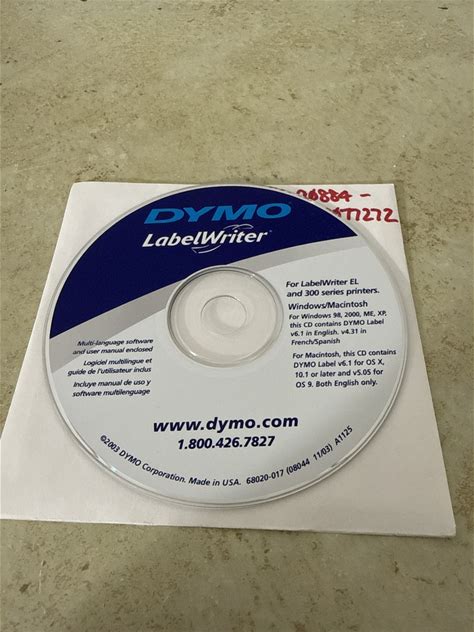 DYMO
LabelWriter
For LabelWriter EL
and 300 series printers.
Windows/Macintosh
For Windows 98, 2000, ME, XP,
this CD contains DYMO Label
v6.1 in English. v4.31 in
French/Spanish
For Macintosh, this CD contains
DYMO Label v6.1 for OS X,
10.1 or later and v5.05 for
OS 9. Both English only.
Multi-language software
and user manual enclosed
Logiciel multilingue et
guide de l'utilisateur inclus
Incluye manual de uso y
software multilenguage
www.dymo.com
1.800.426.7827
©2003 DYMO Corporation. Made in USA. 68020-017 (08044 11/03) A1125